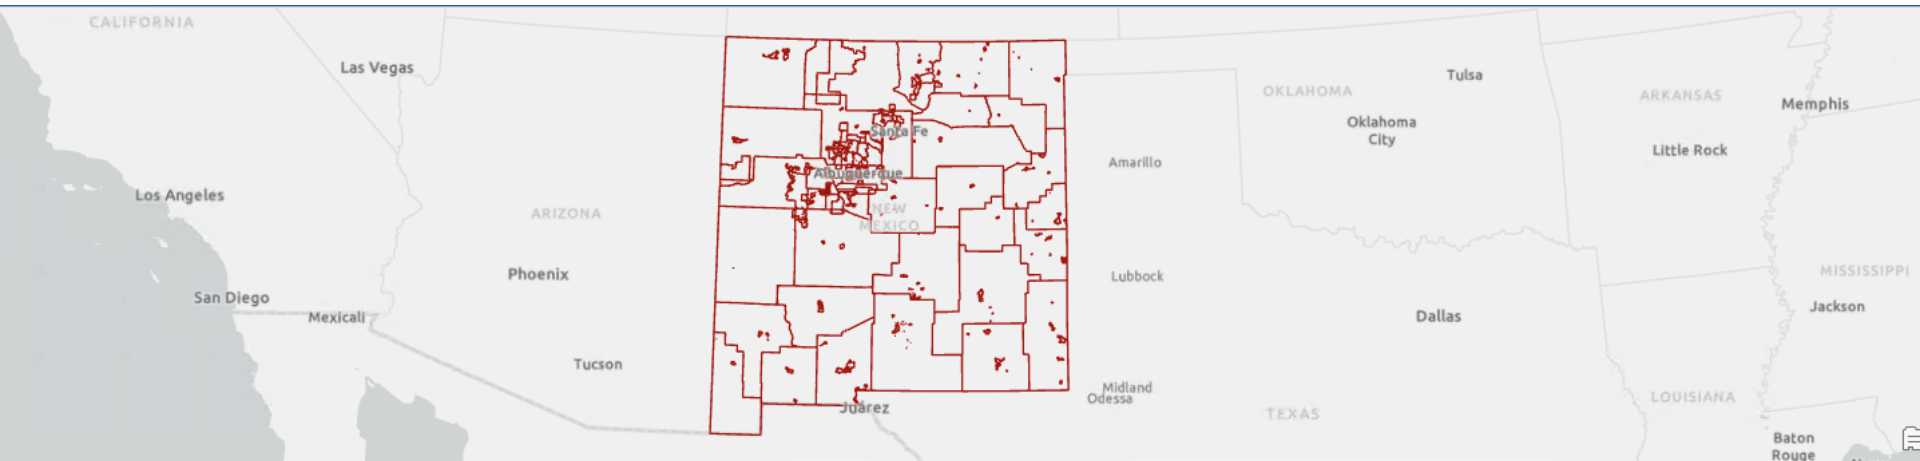 CALIFORNIA
Las Vegas
Tulsa
OKLAHOMA
ARKANSAS
Memphis
Oklahoma
City
Santa Fe
Little Rock
Amarillo
Albuquerque
Los Angeles
ARIZONA
NEW
MEXICO
Phoenix
Lubbock
MISSISSIPPI
San Diego
Mexicali
Jackson
Dallas
Tucson
Midland
Odessa
LOUISIANA
Juárez
TEXAS
Baton
Rouge